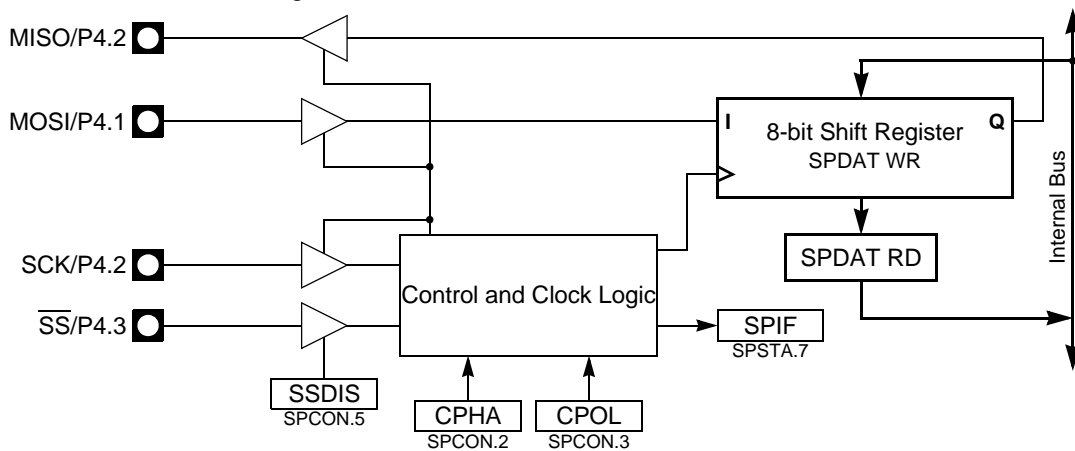 MISO/P4.2
MOSI/P4.1
I
8-bit Shift Register
Q
SPDAT WR
Internal Bus
SCK/P4.2
SPDAT RD
Control and Clock Logic
SS/P4.3
SPIF
SPSTA.7
SSDIS
SPCON.5
CPHA
SPCON.2
CPOL
SPCON.3